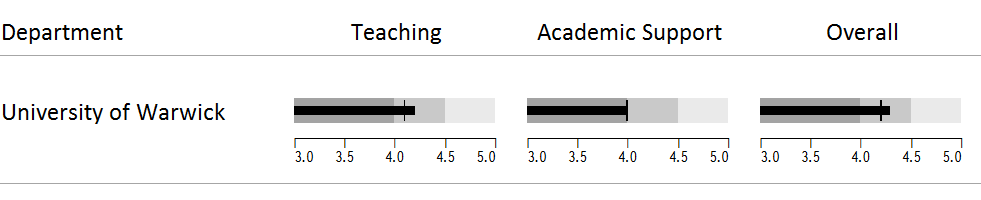 Department Teaching Academic Support Overall
University of Warwick
3.0 3.5 4.0 4.5 5.0 3.0 3.5 4.0 4.5 5.0 3.0 3.5 4.0 4.5 5.0